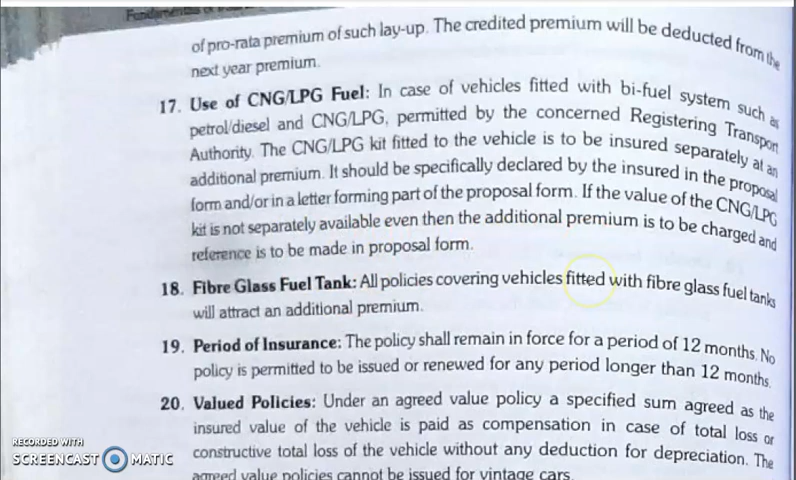 Fundamentals of
of pro-rata premium of such lay-up. The credited premium will be deducted from the
next year premium.
17. Use of CNG/LPG Fuel: In case of vehicles fitted with bi-fuel system such as
petrol/diesel and CNG/LPG, permitted by the concerned Registering Transport
Authority. The CNG/LPG kit fitted to the vehicle is to be insured separately at an
additional premium. It should be specifically declared by the insured in the proposal
form and/or in a letter forming part of the proposal form. If the value of the CNG/LPG
kit is not separately available even then the additional premium is to be charged and
reference is to be made in proposal form.
18. Fibre Glass Fuel Tank: All policies covering vehicles fitted with fibre glass fuel tanks
will attract an additional premium.
19. Period of Insurance: The policy shall remain in force for a period of 12 months. No
policy is permitted to be issued or renewed for any period longer than 12 months.
20. Valued Policies: Under an agreed value policy a specified sum agreed as the
insured value of the vehicle is paid as compensation in case of total loss or
constructive total loss of the vehicle without any deduction for depreciation. The
agreed value policies cannot be issued for vintage cars.
RECORDED WITH
SCREENCAST MATIC